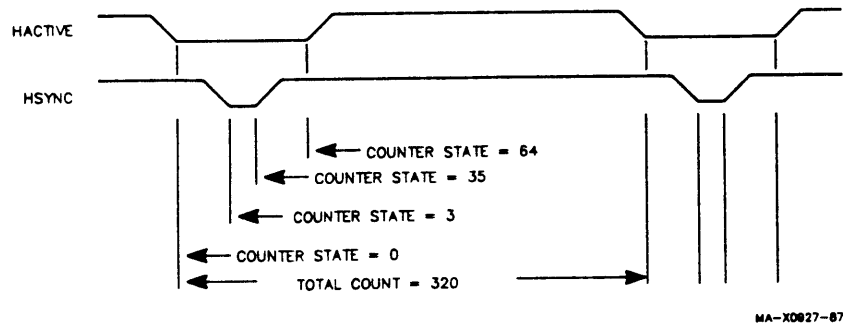 HACTIVE
HSYNC
COUNTER STATE = 64
COUNTER STATE = 35
COUNTER STATE = 3
COUNTER STATE = 0
TOTAL COUNT = 320
MA-X0927-87